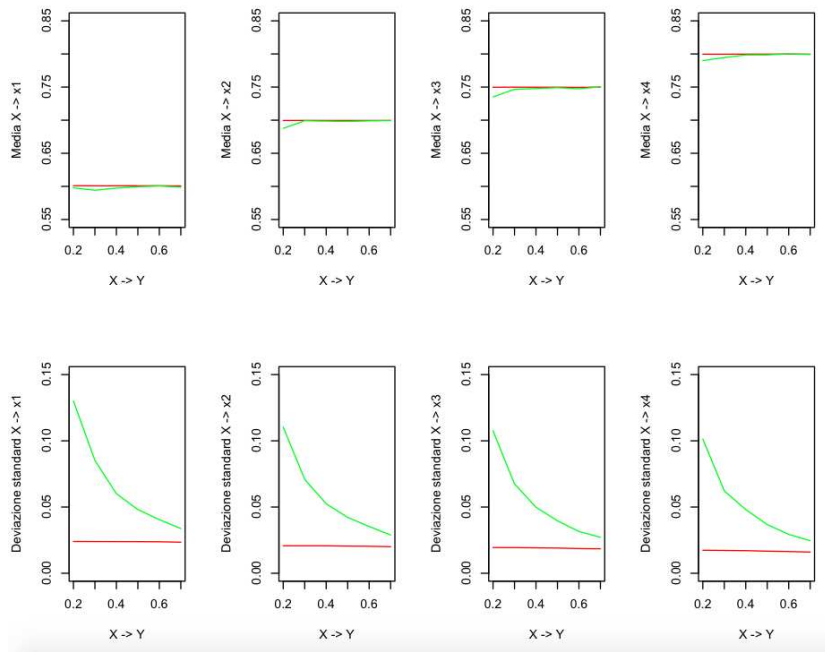 Media X -> x1
0.55 0.65 0.75 0.85
0.2 0.4 0.6
X -> Y
Media X -> x2
0.55 0.65 0.75 0.85
0.2 0.4 0.6
X -> Y
Media X -> x3
0.55 0.65 0.75 0.85
0.2 0.4 0.6
X -> Y
Media X -> x4
0.55 0.65 0.75 0.85
0.2 0.4 0.6
X -> Y
Deviazione standard X -> x1
0.00 0.05 0.10 0.15
0.2 0.4 0.6
X -> Y
Deviazione standard X -> x2
0.00 0.05 0.10 0.15
0.2 0.4 0.6
X -> Y
Deviazione standard X -> x3
0.00 0.05 0.10 0.15
0.2 0.4 0.6
X -> Y
Deviazione standard X -> x4
0.00 0.05 0.10 0.15
0.2 0.4 0.6
X -> Y